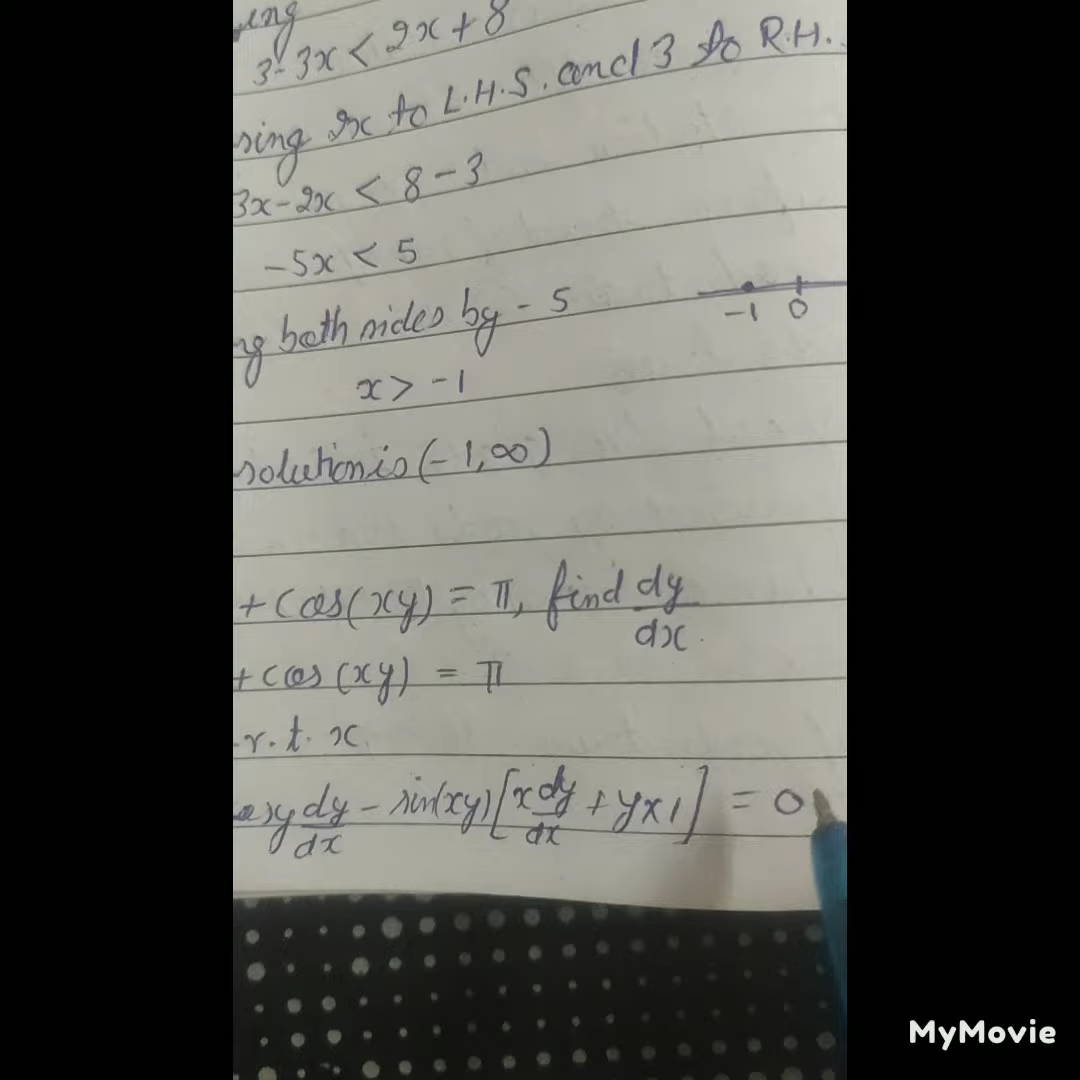 3-3x < 2x + 8
sing 2x to L.H.S. and 3 to R.H.
3x - 2x < 8 - 3
-5x < 5
ng both sides by - 5
-1 0
x > -1
solution is (-1, ∞)
+ Cos(xy) = π, find dy/dx.
+ cos (xy) = π
.r.t. x.
osy dy/dx - sin(xy) [x dy/dx + y×1] = 0
MyMovie